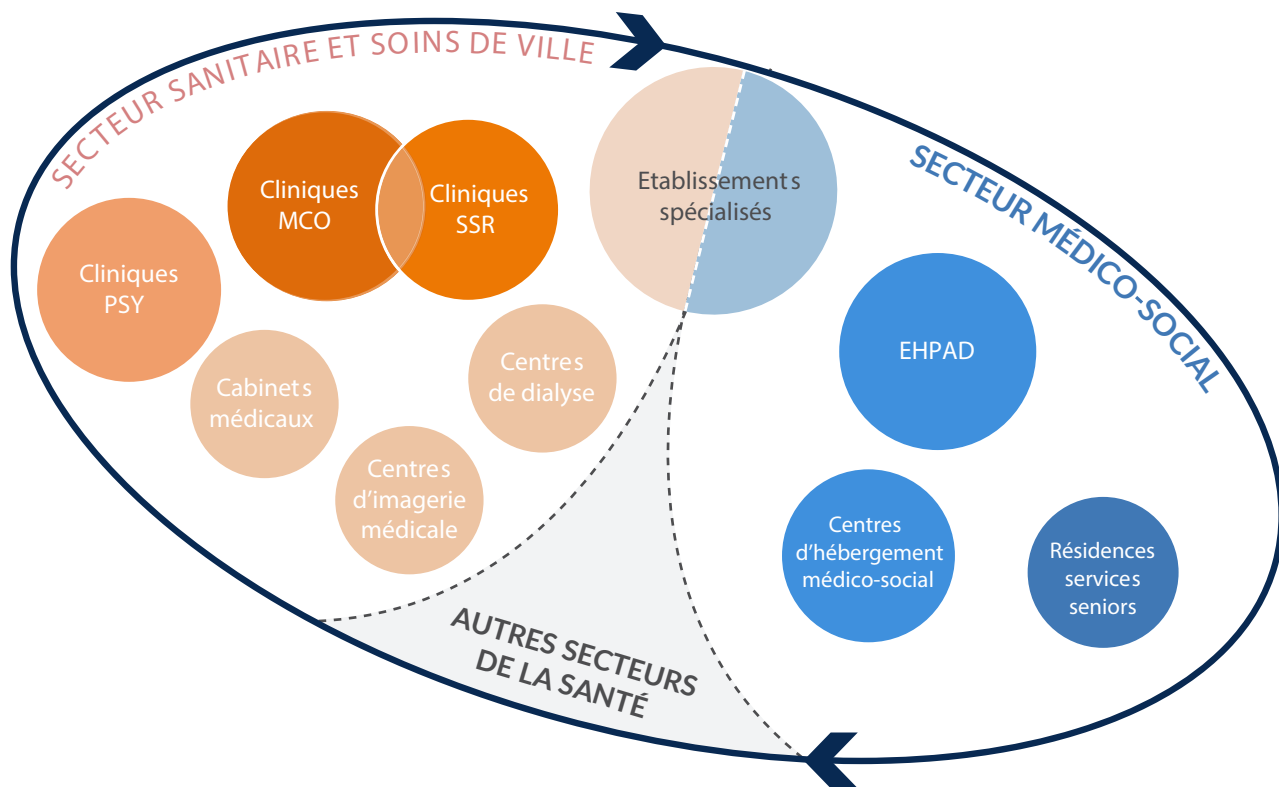 SECTEUR SANITAIRE ET SOINS DE VILLE
Cliniques
MCO
Cliniques
SSR
Etablissements
spécialisés
SECTEUR MÉDICO-SOCIAL
Cliniques
PSY
Cabinets
médicaux
Centres
de dialyse
Centres
d'imagerie
médicale
EHPAD
Centres
d'hébergement
médico-social
Résidences
services
seniors
AUTRES SECTEURS
DE LA SANTÉ